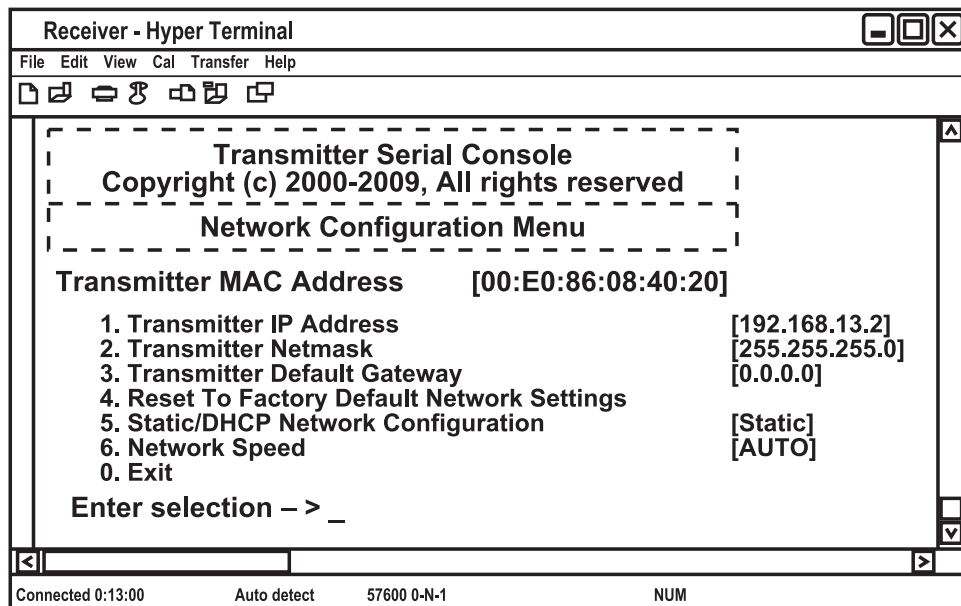 Receiver - Hyper Terminal
File Edit View Cal Transfer Help
Transmitter Serial Console
Copyright (c) 2000-2009, All rights reserved
Network Configuration Menu
Transmitter MAC Address [00:E0:86:08:40:20]
1. Transmitter IP Address [192.168.13.2]
2. Transmitter Netmask [255.255.255.0]
3. Transmitter Default Gateway [0.0.0.0]
4. Reset To Factory Default Network Settings
5. Static/DHCP Network Configuration [Static]
6. Network Speed [AUTO]
0. Exit
Enter selection – > _
Connected 0:13:00 Auto detect 57600 0-N-1 NUM